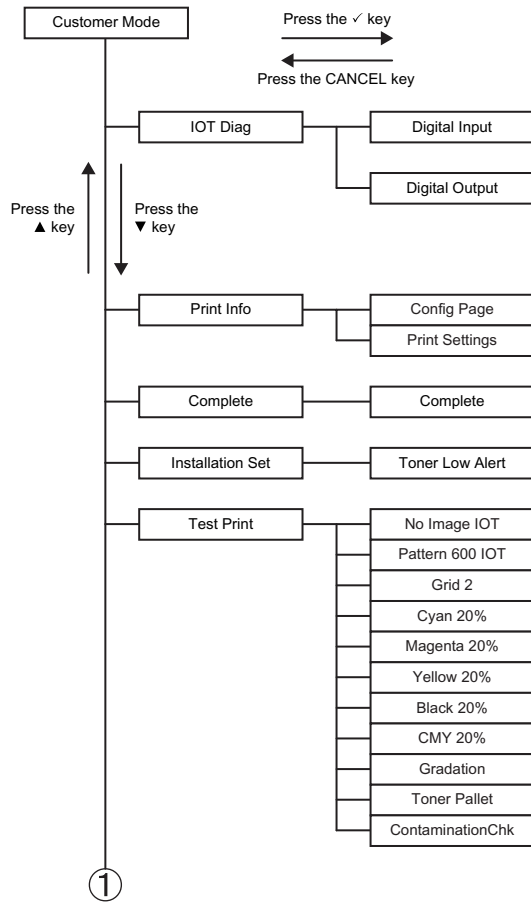 Customer Mode
Press the ✓ key
Press the CANCEL key
IOT Diag
Digital Input
Digital Output
Press the
▲ key
Press the
▼ key
Print Info
Config Page
Print Settings
Complete
Complete
Installation Set
Toner Low Alert
Test Print
No Image IOT
Pattern 600 IOT
Grid 2
Cyan 20%
Magenta 20%
Yellow 20%
Black 20%
CMY 20%
Gradation
Toner Pallet
ContaminationChk
①